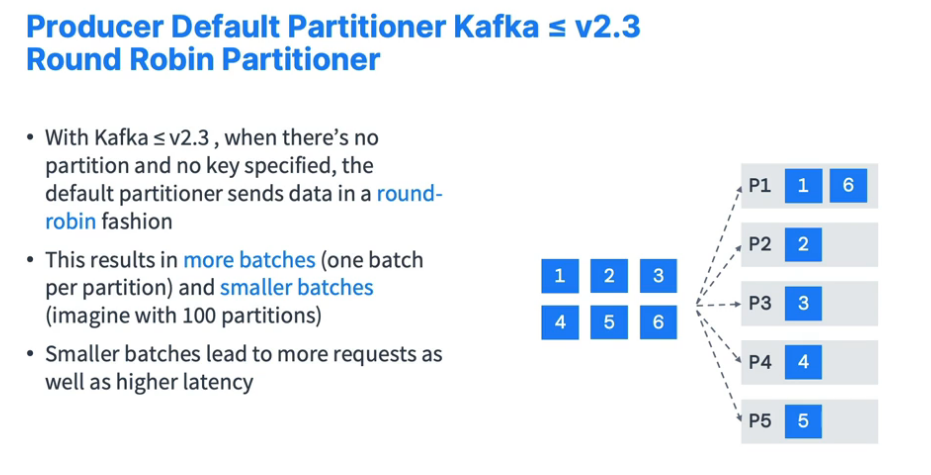 Producer Default Partitioner Kafka ≤ v2.3
Round Robin Partitioner
• With Kafka ≤ v2.3 , when there's no
partition and no key specified, the
default partitioner sends data in a round-
robin fashion
• This results in more batches (one batch
per partition) and smaller batches
(imagine with 100 partitions)
• Smaller batches lead to more requests as
well as higher latency
1 2 3
4 5 6
P1 1 6
P2 2
P3 3
P4 4
P5 5